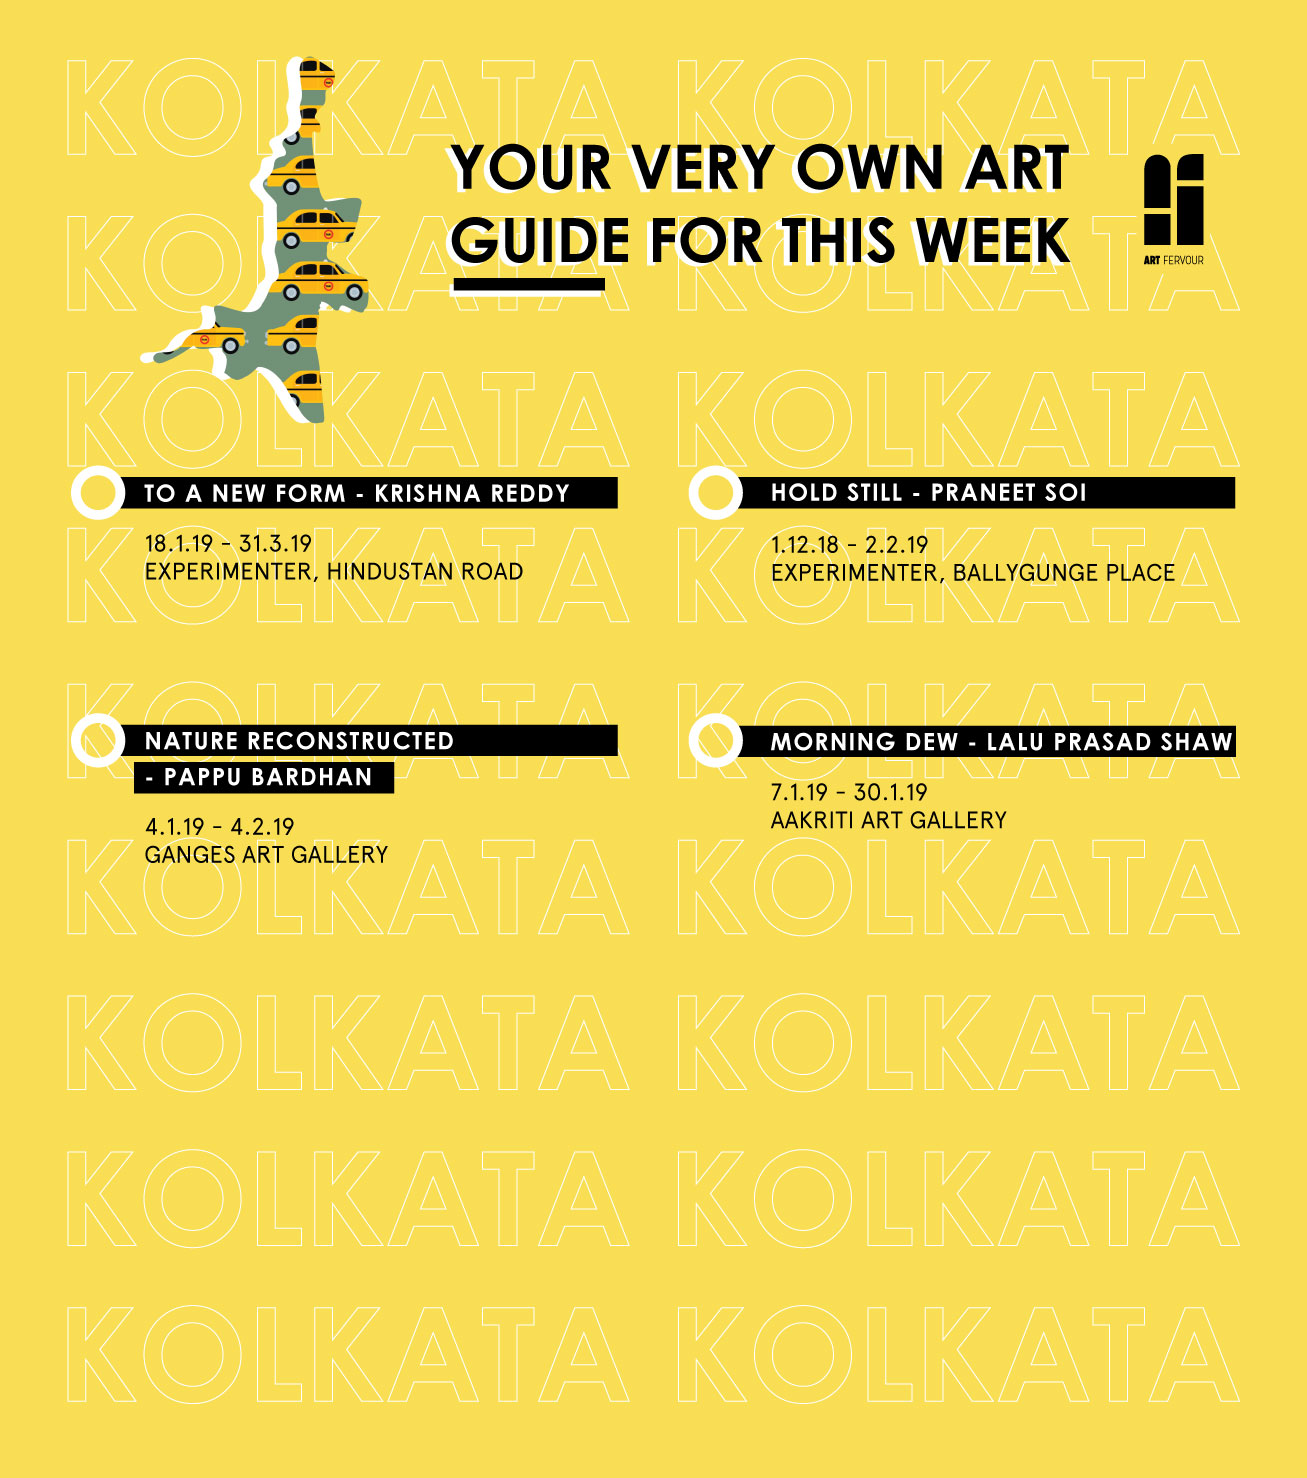 KOLKATA KOLKATA
YOUR VERY OWN ART
GUIDE FOR THIS WEEK
ART FERVOUR
KOLKATA KOLKATA
KOLKATA KOLKATA
TO A NEW FORM - KRISHNA REDDY
18.1.19 - 31.3.19
EXPERIMENTER, HINDUSTAN ROAD
HOLD STILL - PRANEET SOI
1.12.18 - 2.2.19
EXPERIMENTER, BALLYGUNGE PLACE
KOLKATA KOLKATA
KOLKATA KOLKATA
NATURE RECONSTRUCTED
- PAPPU BARDHAN
4.1.19 - 4.2.19
GANGES ART GALLERY
MORNING DEW - LALU PRASAD SHAW
7.1.19 - 30.1.19
AAKRITI ART GALLERY
KOLKATA KOLKATA
KOLKATA KOLKATA
KOLKATA KOLKATA
KOLKATA KOLKATA